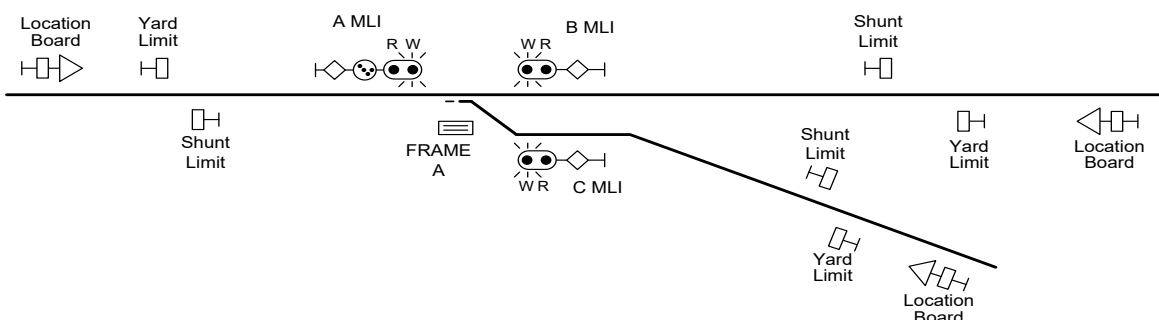 Location
Board
Yard
Limit
A MLI
R W
B MLI
W R
Shunt
Limit
Shunt
Limit
FRAME
A
W R
C MLI
Shunt
Limit
Yard
Limit
Location
Board
Yard
Limit
Location
Board